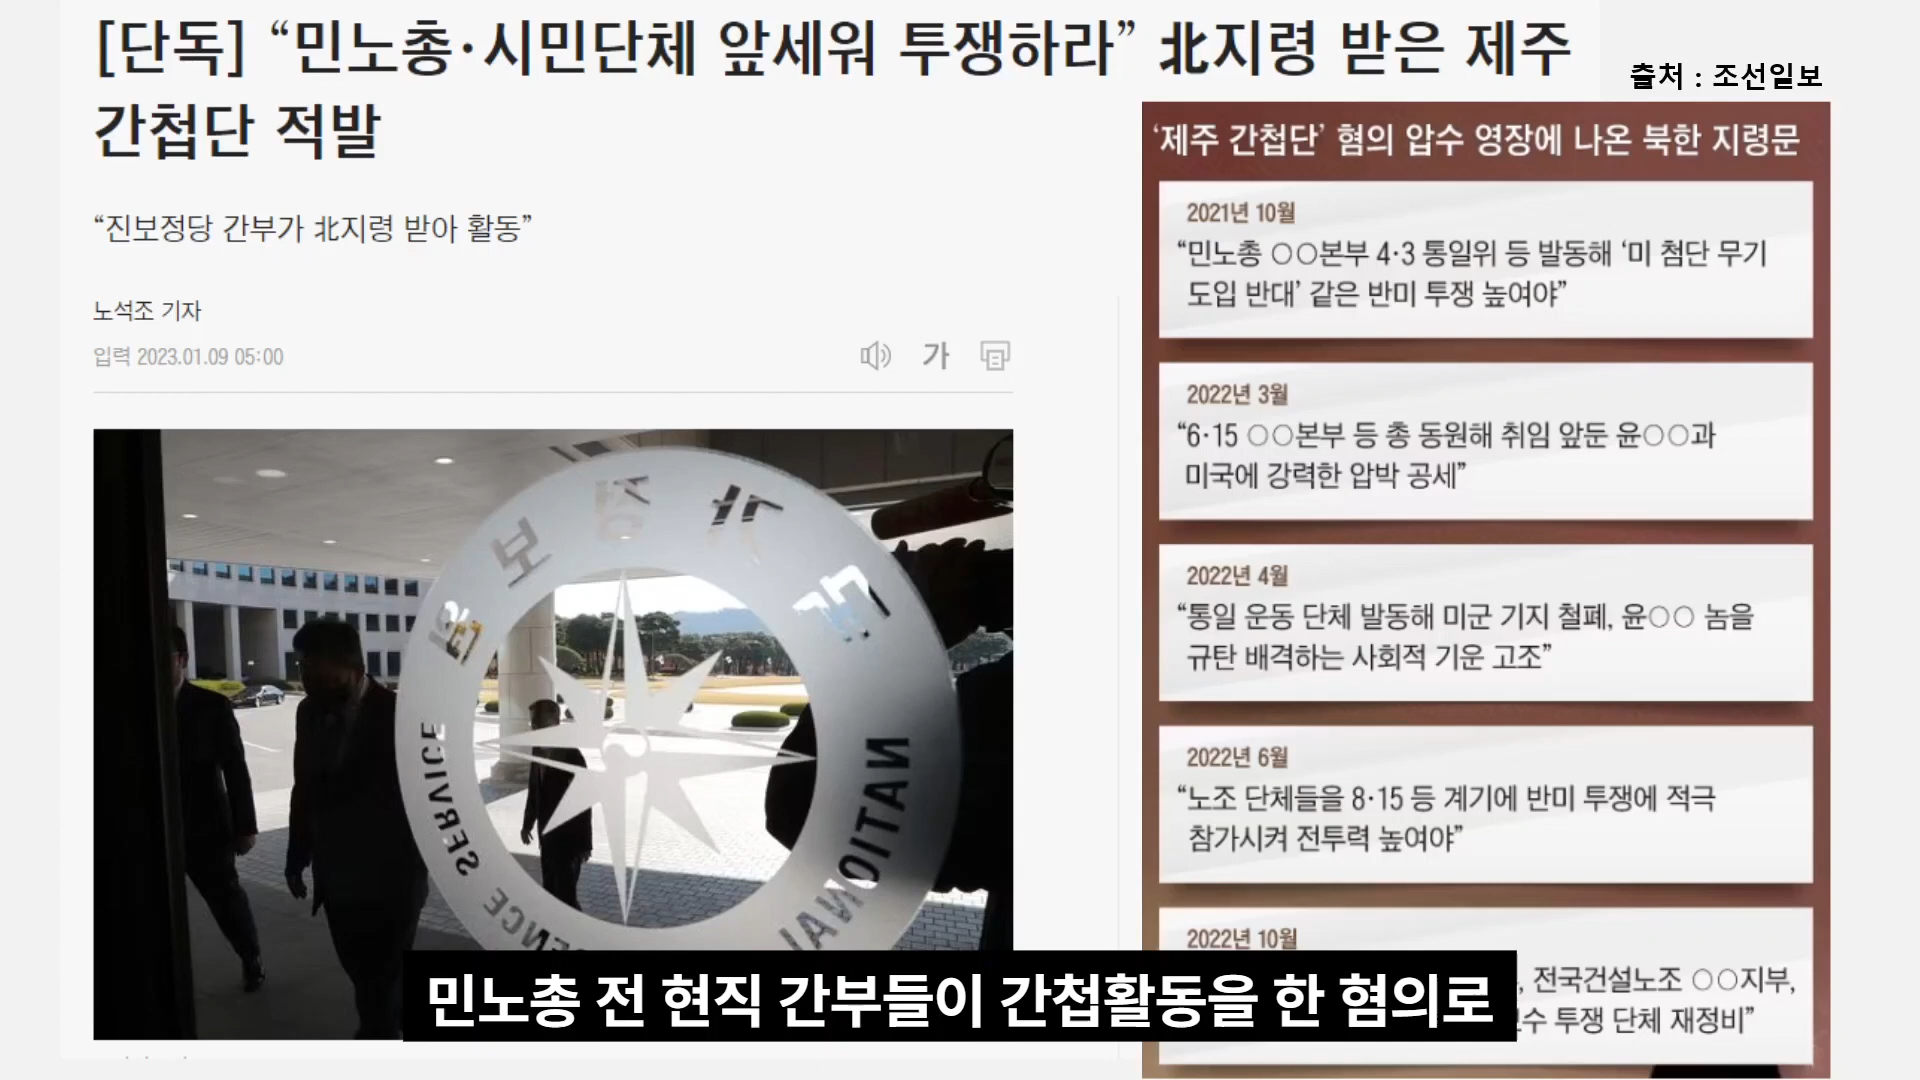 [단독] “민노총·시민단체 앞세워 투쟁하라” 北지령 받은 제주
간첩단 적발
“진보정당 간부가 北지령 받아 활동”
노석조 기자
입력 2023.01.09 05:00
가
국가정보원
NATIONAL
SERVICE
출처 : 조선일보
‘제주 간첩단’ 혐의 압수 영장에 나온 북한 지령문
2021년 10월
“민노총 ○○본부 4·3 통일위 등 발동해 ‘미 첨단 무기
도입 반대’ 같은 반미 투쟁 높여야”
2022년 3월
“6·15 ○○본부 등 총 동원해 취임 앞둔 윤○○과
미국에 강력한 압박 공세”
2022년 4월
“통일 운동 단체 발동해 미군 기지 철폐, 윤○○ 놈을
규탄 배격하는 사회적 기운 고조”
2022년 6월
“노조 단체들을 8·15 등 계기에 반미 투쟁에 적극
참가시켜 전투력 높여야”
2022년 10월
, 전국건설노조 ○○지부,
투쟁 단체 재정비”
민노총 전 현직 간부들이 간첩활동을 한 혐의로